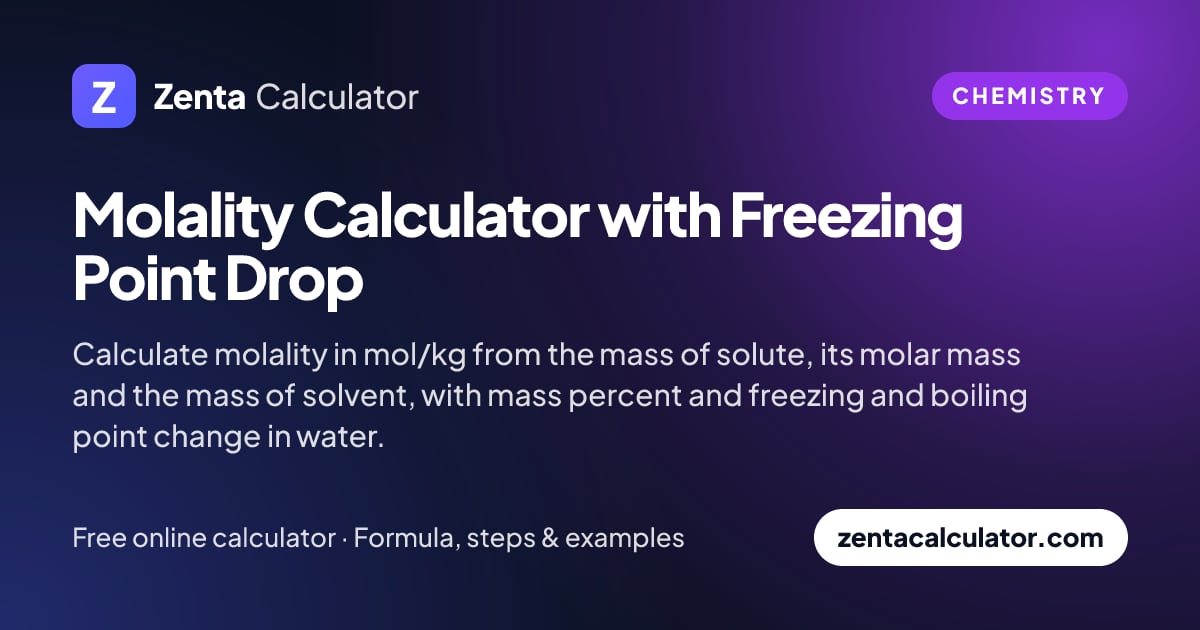 Z
Zenta Calculator
CHEMISTRY
Molality Calculator with Freezing
Point Drop
Calculate molality in mol/kg from the mass of solute, its molar mass
and the mass of solvent, with mass percent and freezing and boiling
point change in water.
Free online calculator · Formula, steps & examples
zentacalculator.com